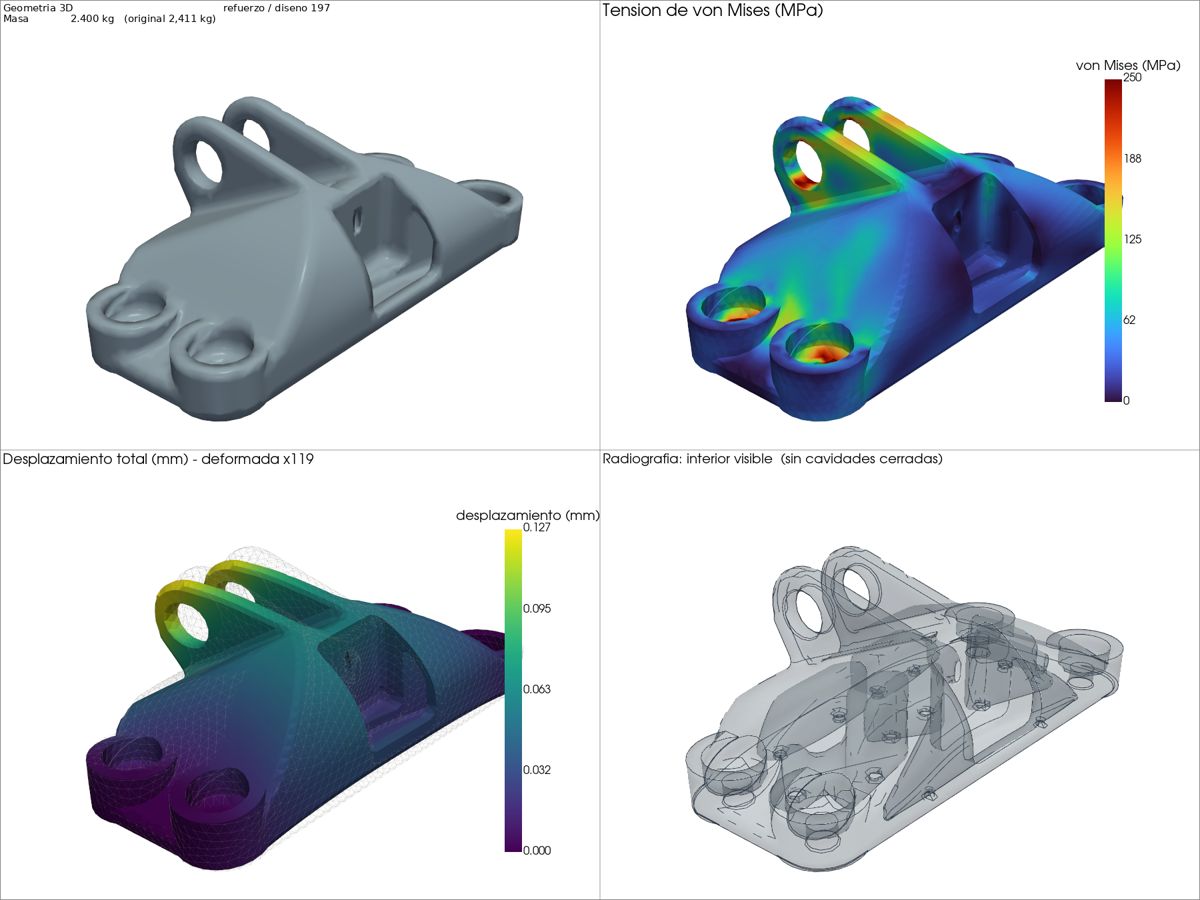 Geometria 3D refuerzo / diseno 197
Masa 2.400 kg (original 2,411 kg)
Tension de von Mises (MPa)
von Mises (MPa)
250
188
125
62
0
Desplazamiento total (mm) - deformada x119
desplazamiento (mm)
0.127
0.095
0.063
0.032
0.000
Radiografia: interior visible (sin cavidades cerradas)